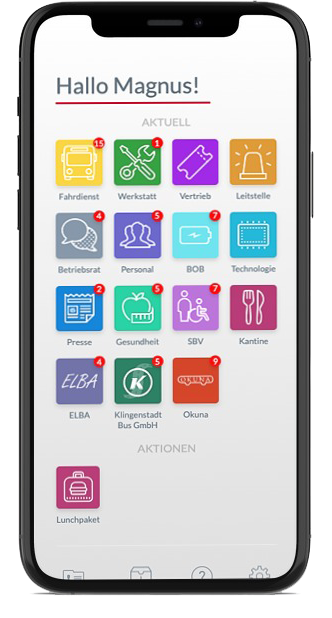 Hallo Magnus!
AKTUELL
15
1
Fahrdienst
Werkstatt
Vertrieb
Leitstelle
4
5
7
Betriebsrat
Personal
BOB
Technologie
2
5
7
Presse
Gesundheit
SBV
Kantine
4
5
9
ELBA
K
OKUNA
ELBA
Klingenstadt
Bus GmbH
Okuna
AKTIONEN
Lunchpaket
?